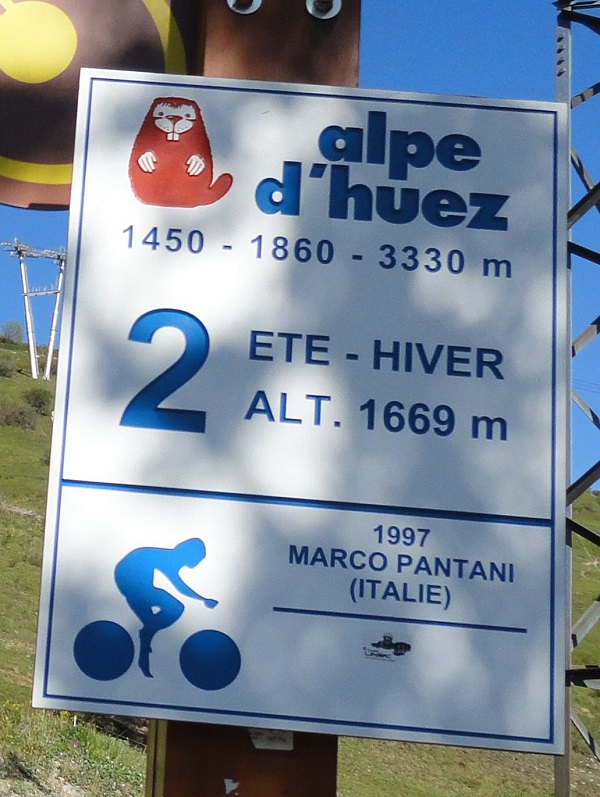 alpe
d'huez
1450 - 1860 - 3330 m
2
ETE - HIVER
ALT. 1669 m
1997
MARCO PANTANI
(ITALIE)